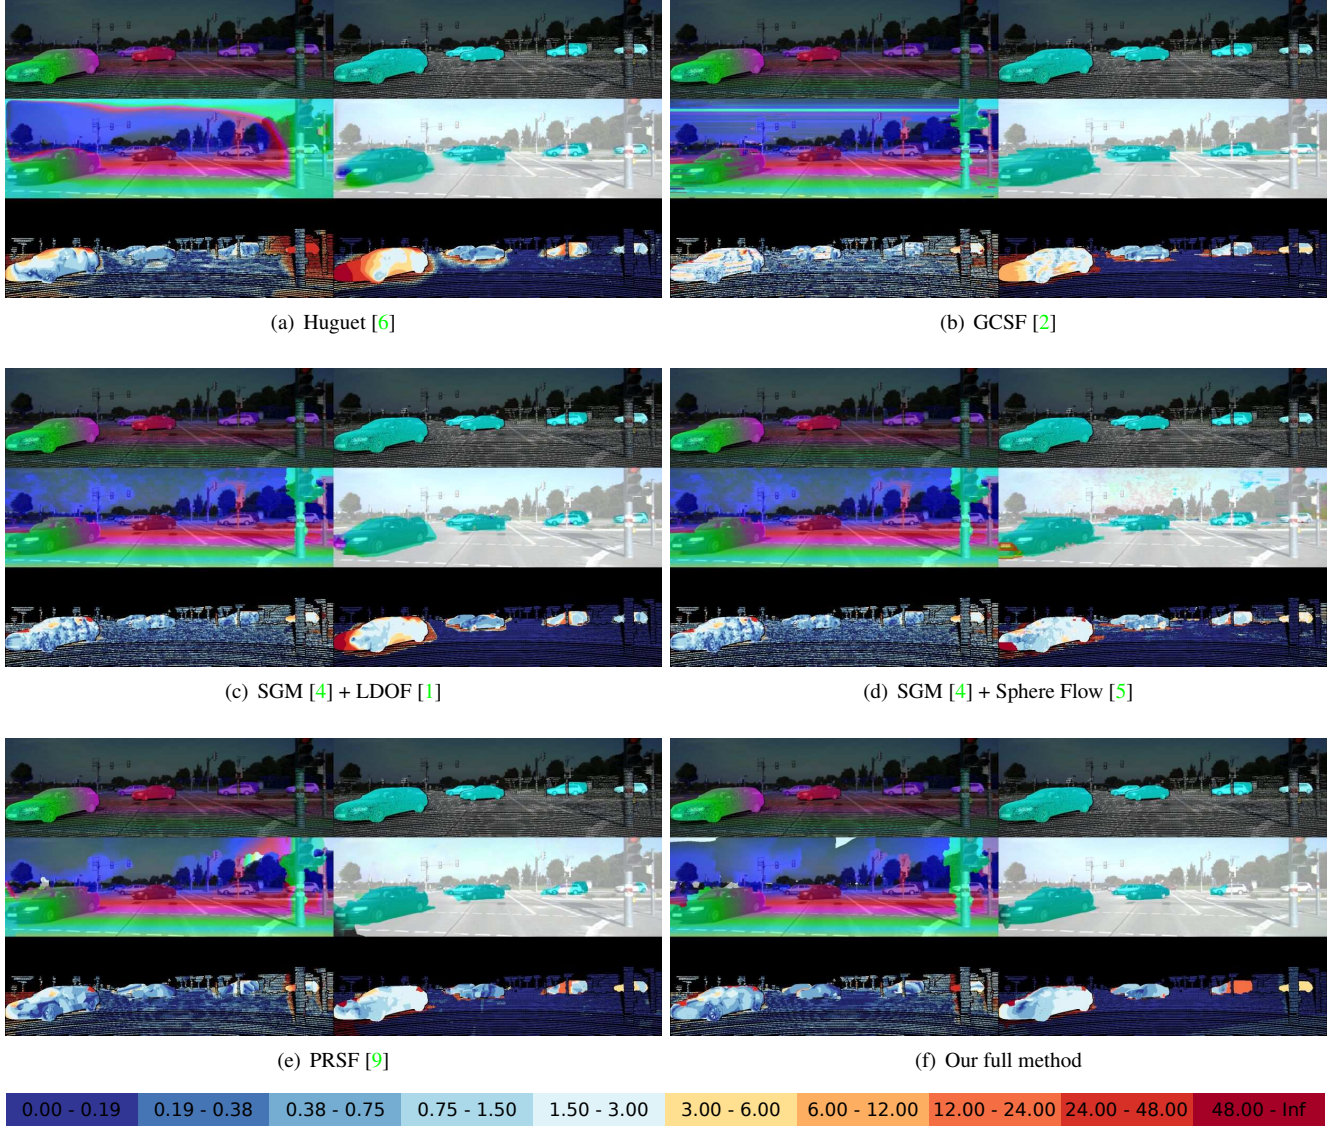 (a) Huguet [6]
(b) GCSF [2]
(c) SGM [4] + LDOF [1]
(d) SGM [4] + Sphere Flow [5]
(e) PRSF [9]
(f) Our full method
0.00 - 0.19 0.19 - 0.38 0.38 - 0.75 0.75 - 1.50 1.50 - 3.00 3.00 - 6.00 6.00 - 12.00 12.00 - 24.00 24.00 - 48.00 48.00 - Inf